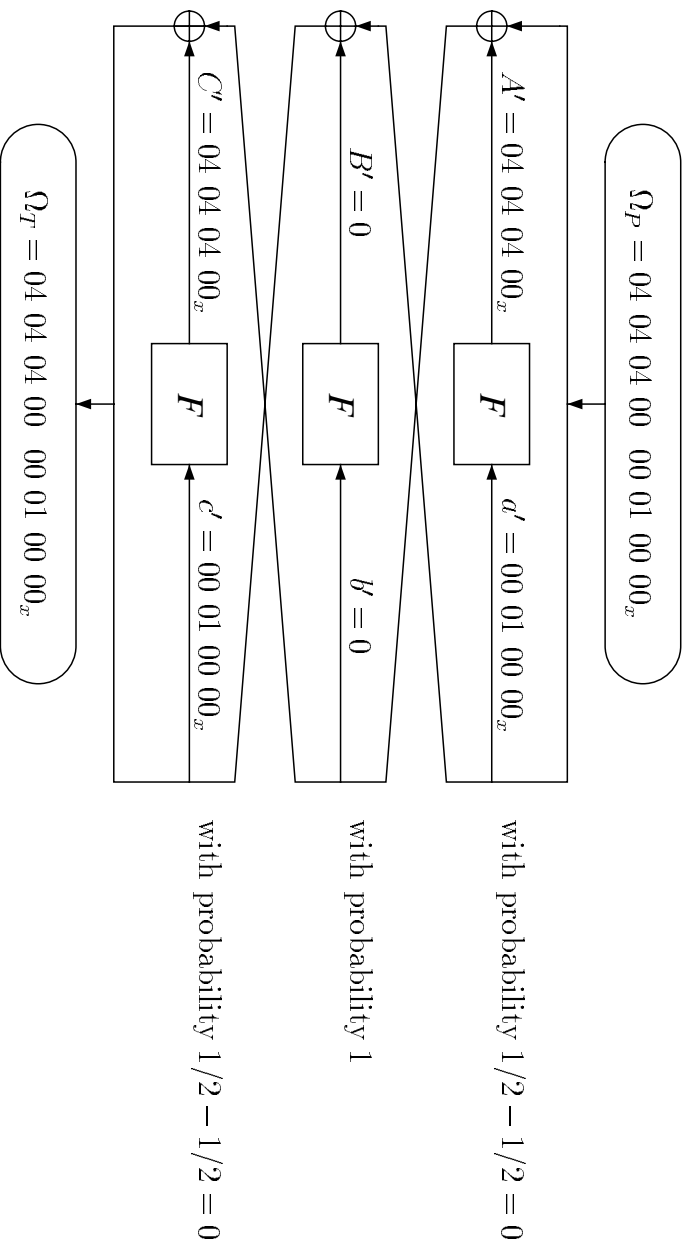 Ω_P = 04 04 04 00 00 01 00 00_x
A′ = 04 04 04 00_x
F
a′ = 00 01 00 00_x
with probability 1/2 − 1/2 = 0
B′ = 0
F
b′ = 0
with probability 1
C′ = 04 04 04 00_x
F
c′ = 00 01 00 00_x
with probability 1/2 − 1/2 = 0
Ω_T = 04 04 04 00 00 01 00 00_x